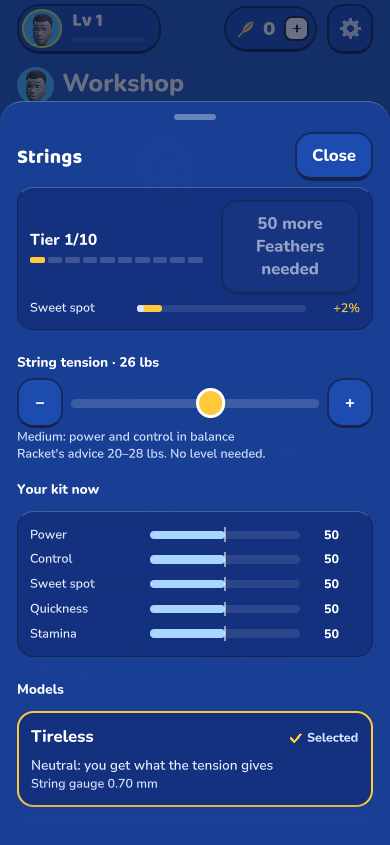 Lv 1
0
+
Workshop
Strings
Close
Tier 1/10
50 more
Feathers
needed
Sweet spot
+2%
String tension · 26 lbs
−
+
Medium: power and control in balance
Racket's advice 20–28 lbs. No level needed.
Your kit now
Power 50
Control 50
Sweet spot 50
Quickness 50
Stamina 50
Models
Tireless
Selected
Neutral: you get what the tension gives
String gauge 0.70 mm